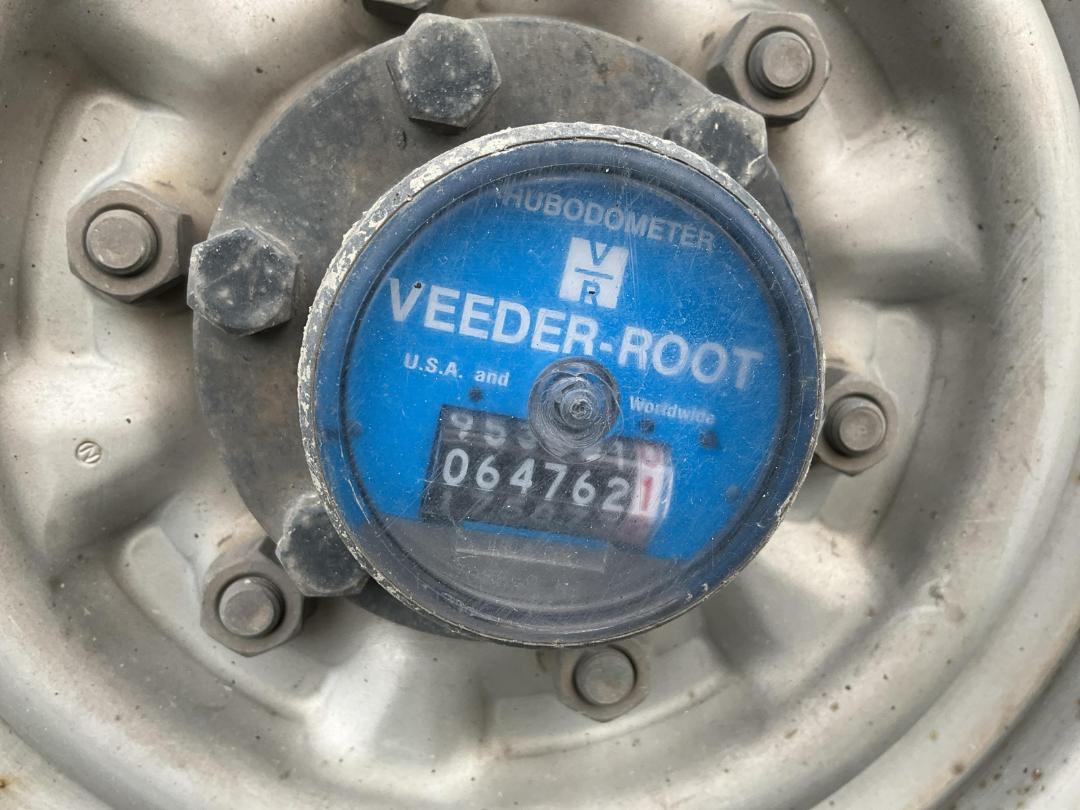 HUBODOMETER
VR
VEEDER-ROOT
U.S.A. and Worldwide
0647621